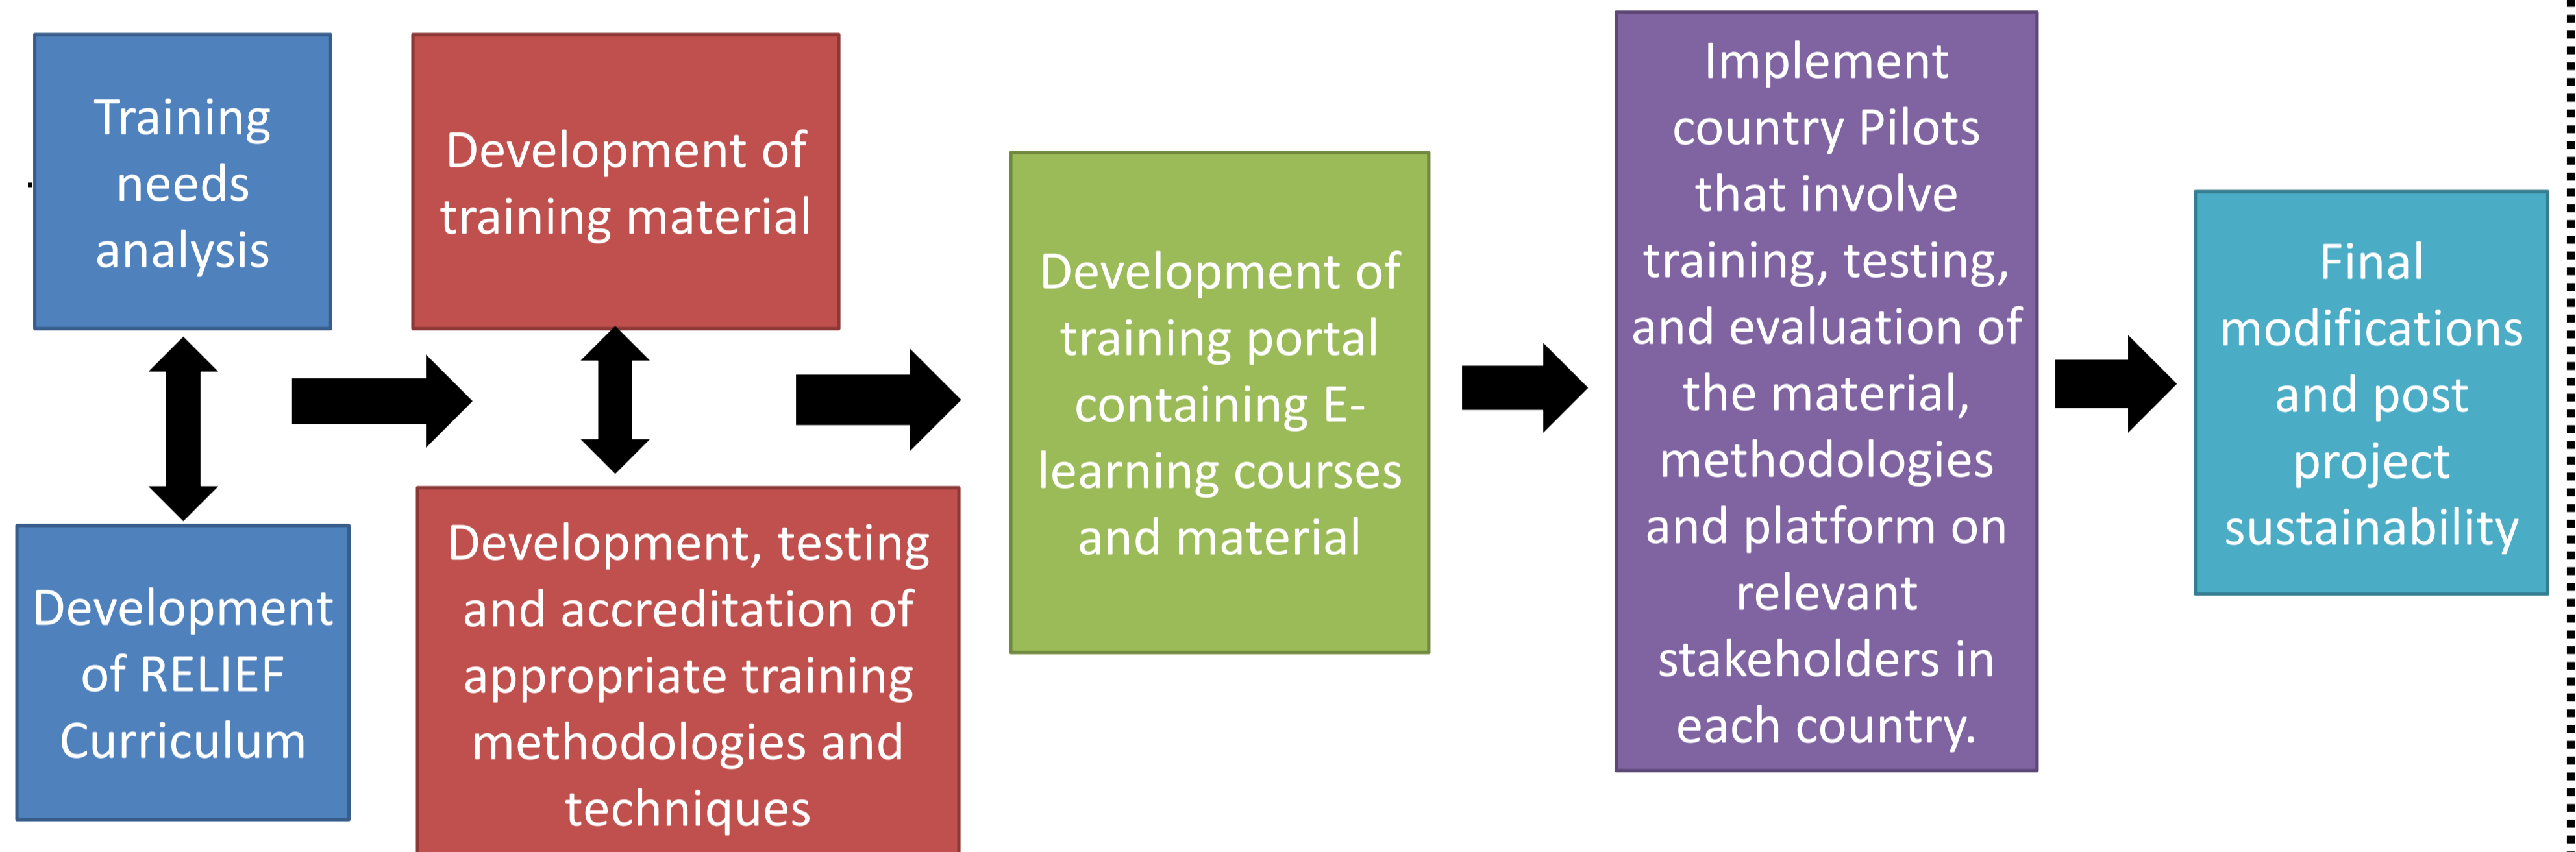 Training
needs
analysis
Development
of RELIEF
Curriculum
Development of
training material
Development, testing
and accreditation of
appropriate training
methodologies and
techniques
Development of
training portal
containing E-
learning courses
and material
Implement
country Pilots
that involve
training, testing,
and evaluation of
the material,
methodologies
and platform on
relevant
stakeholders in
each country.
Final
modifications
and post
project
sustainability